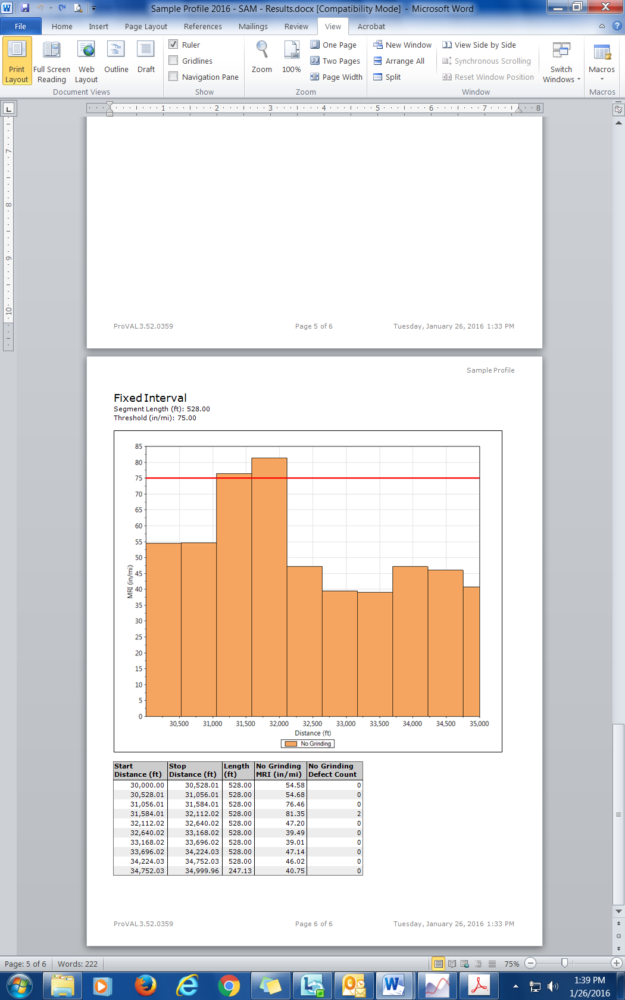 Sample Profile 2016 - SAM - Results.docx [Compatibility Mode] - Microsoft Word
File Home Insert Page Layout References Mailings Review View Acrobat
Print Layout
Full Screen Reading
Web Layout
Outline
Draft
Document Views
Ruler
Gridlines
Navigation Pane
Show
Zoom
100%
One Page
Two Pages
Page Width
Zoom
New Window
Arrange All
Split
View Side by Side
Synchronous Scrolling
Reset Window Position
Window
Switch Windows
Macros
Macros
L
1 2 3 4 5 6 7 8
7
8
9
10
ProVAL 3.52.0359 Page 5 of 6 Tuesday, January 26, 2016 1:33 PM
Sample Profile
Fixed Interval
Segment Length (ft): 528.00
Threshold (in/mi): 75.00
85
80
75
70
65
60
55
50
45
40
35
30
25
20
15
10
5
0
MRI (in/mi)
30,500 31,000 31,500 32,000 32,500 33,000 33,500 34,000 34,500 35,000
Distance (ft)
No Grinding
Start Stop Length No Grinding No Grinding
Distance (ft) Distance (ft) (ft) MRI (in/mi) Defect Count
30,000.00 30,528.01 528.00 54.58 0
30,528.01 31,056.01 528.00 54.68 0
31,056.01 31,584.01 528.00 76.46 0
31,584.01 32,112.02 528.00 81.35 2
32,112.02 32,640.02 528.00 47.20 0
32,640.02 33,168.02 528.00 39.49 0
33,168.02 33,696.02 528.00 39.01 0
33,696.02 34,224.03 528.00 47.14 0
34,224.03 34,752.03 528.00 46.02 0
34,752.03 34,999.96 247.13 40.75 0
ProVAL 3.52.0359 Page 6 of 6 Tuesday, January 26, 2016 1:33 PM
Page: 5 of 6 Words: 222 75%
1:39 PM
1/26/2016